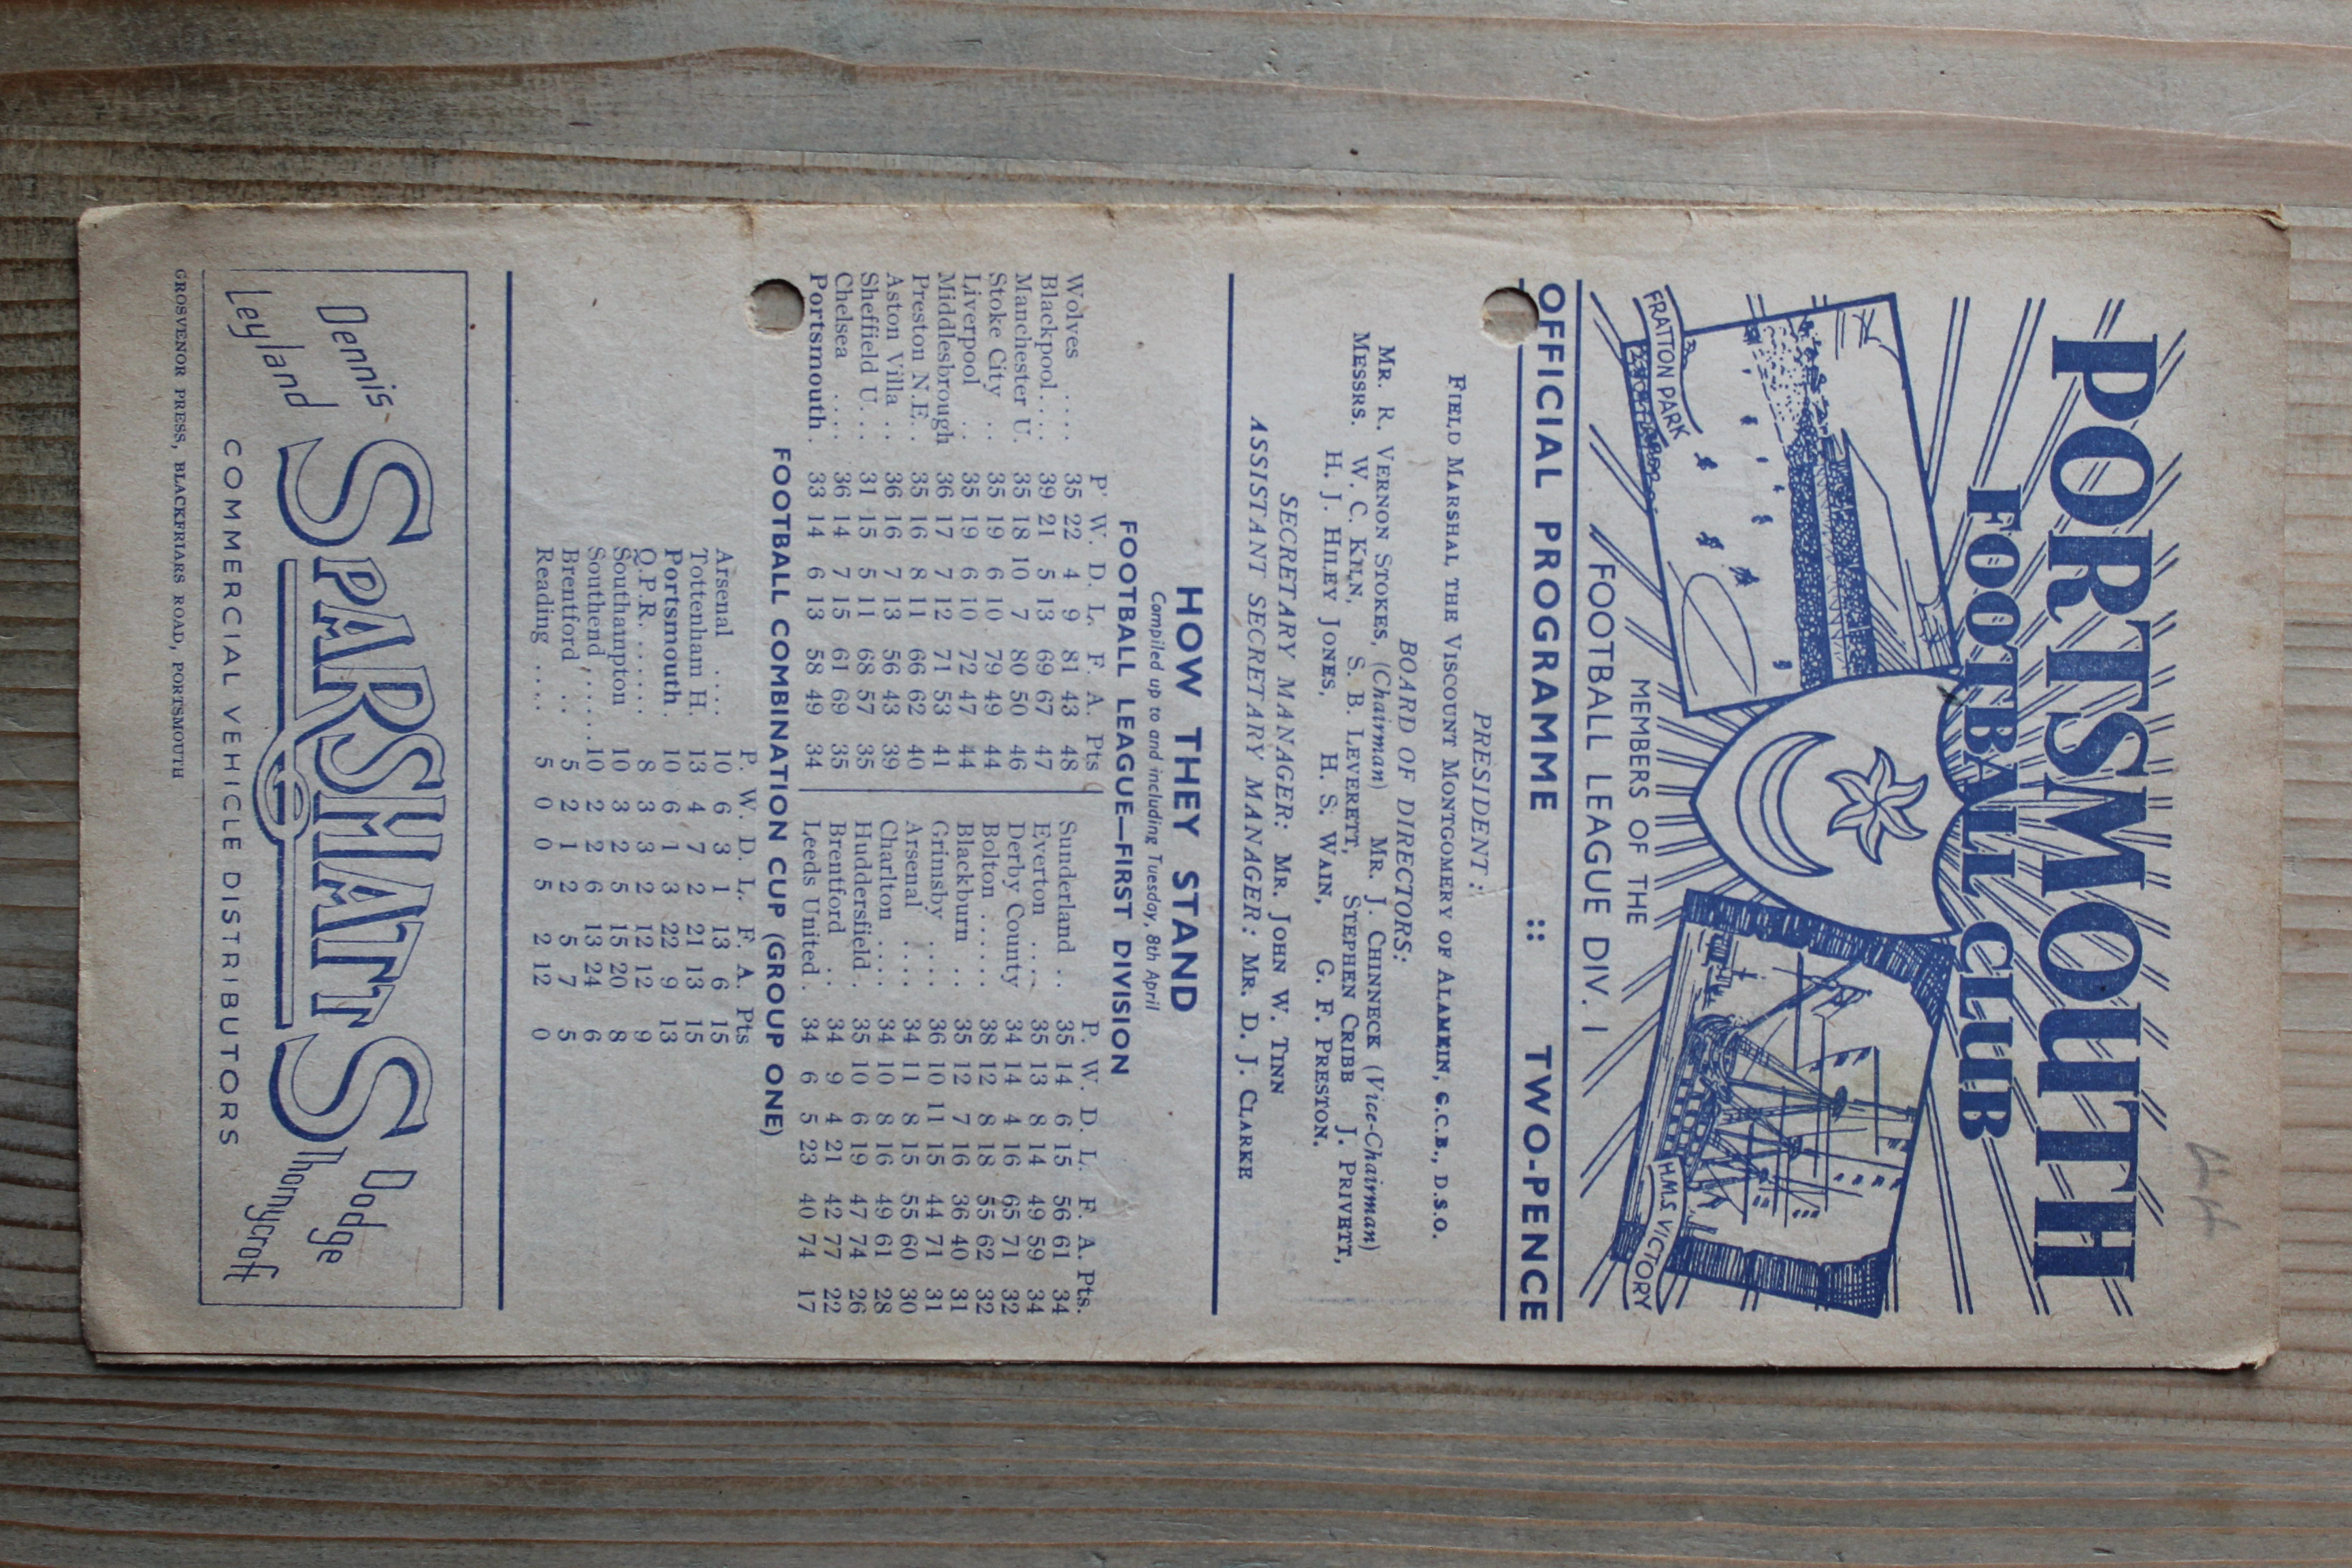 PORTSMOUTH
FOOTBALL CLUB
FRATTON PARK
H.M.S. VICTORY
MEMBERS OF THE
FOOTBALL LEAGUE DIV. 1
OFFICIAL PROGRAMME :: TWO-PENCE
PRESIDENT:
FIELD MARSHAL THE VISCOUNT MONTGOMERY OF ALAMEIN, G.C.B., D.S.O.
BOARD OF DIRECTORS:
MR. R. VERNON STOKES, (Chairman) MR. J. CHINNECK (Vice-Chairman)
MESSRS. W. C. KILN, S. B. LEVERETT, STEPHEN CRIBB J. PRIVETT,
H. J. HILEY JONES, H. S. WAIN, G. F. PRESTON.
SECRETARY MANAGER: MR. JOHN W. TINN
ASSISTANT SECRETARY MANAGER: MR. D. J. CLARKE
HOW THEY STAND
Compiled up to and including Tuesday, 8th April
FOOTBALL LEAGUE—FIRST DIVISION
P. W. D. L. F. A. Pts P. W. D. L. F. A. Pts.
Wolves .... 35 22 4 9 81 43 48 Sunderland .. 35 14 6 15 56 61 34
Blackpool.... 39 21 5 13 69 67 47 Everton .... 35 13 8 14 49 59 34
Manchester U. 35 18 10 7 80 50 46 Derby County 34 14 4 16 65 71 32
Stoke City .. 35 19 6 10 79 49 44 Bolton ...... 38 12 8 18 55 62 32
Liverpool .. 35 19 6 10 72 47 44 Blackburn .. 35 12 7 16 36 40 31
Middlesbrough 36 17 7 12 71 53 41 Grimsby .... 36 10 11 15 44 71 31
Preston N.E. . 35 16 8 11 66 62 40 Arsenal .... 34 11 8 15 55 60 30
Aston Villa .. 36 16 7 13 56 43 39 Charlton .... 34 10 8 16 49 61 28
Sheffield U. .. 31 15 5 11 68 57 35 Huddersfield . 35 10 6 19 47 74 26
Chelsea .... 36 14 7 15 61 69 35 Brentford .. 34 9 4 21 42 77 22
Portsmouth . 33 14 6 13 58 49 34 Leeds United . 34 6 5 23 40 74 17
FOOTBALL COMBINATION CUP (GROUP ONE)
P. W. D. L. F. A. Pts
Arsenal .... 10 6 3 1 13 6 15
Tottenham H. 13 4 7 2 21 13 15
Portsmouth . 10 6 1 3 22 9 13
Q.P.R. ...... 8 3 3 2 12 12 9
Southampton 10 3 2 5 15 20 8
Southend ..... 10 2 2 6 13 24 6
Brentford .. 5 2 1 2 5 7 5
Reading .... 5 0 0 5 2 12 0
Dennis
Leyland
SPARSHATTS
Dodge
Thornycroft
COMMERCIAL VEHICLE DISTRIBUTORS
GROSVENOR PRESS, BLACKFRIARS ROAD, PORTSMOUTH